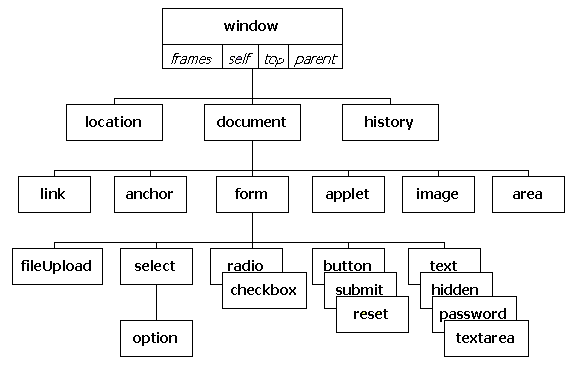 window
frames self top parent
location document history
link anchor form applet image area
fileUpload select radio button text
checkbox submit hidden
reset password
option textarea